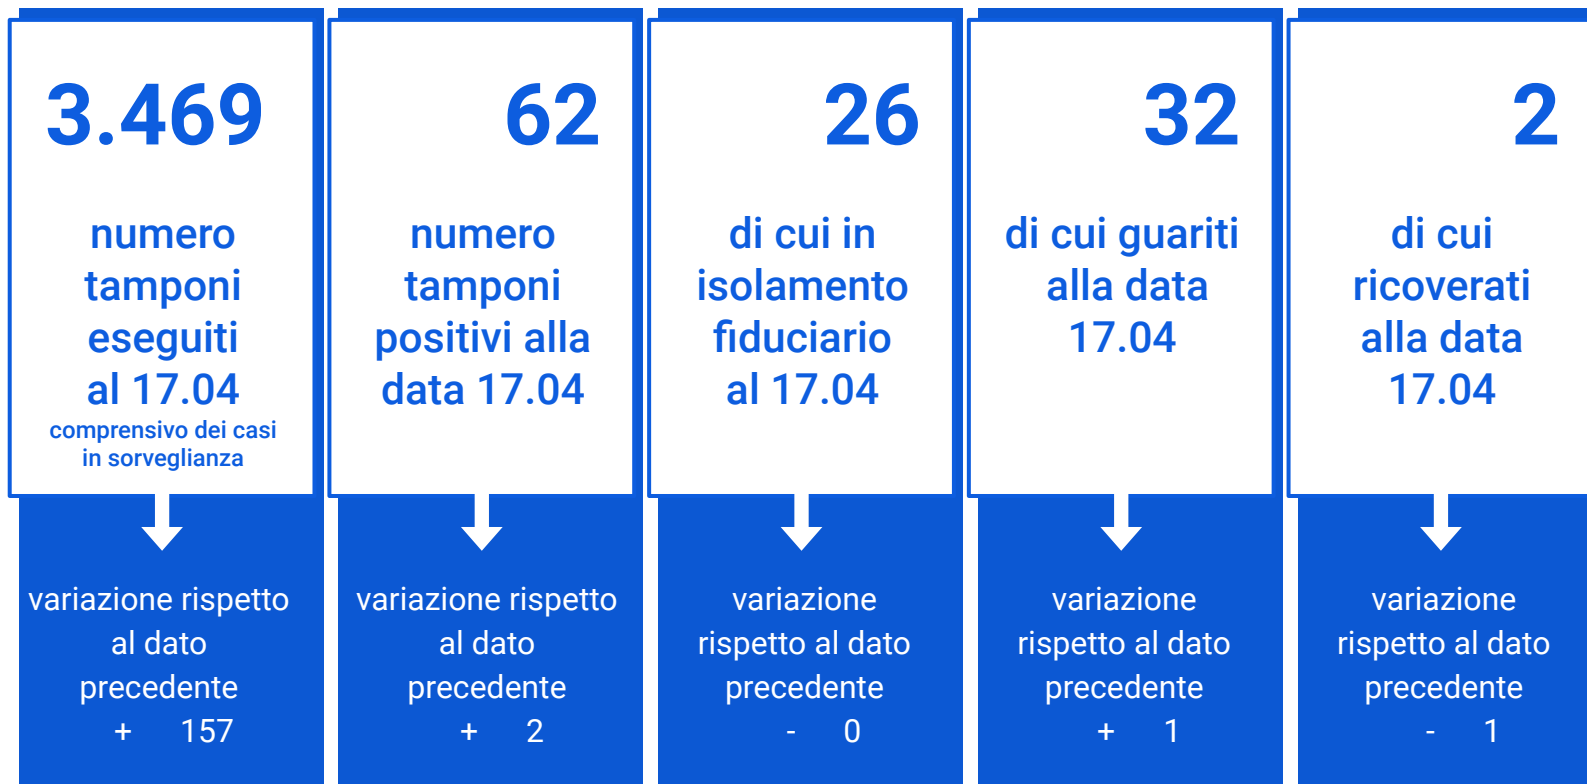 3.469
numero
tamponi
eseguiti
al 17.04
comprensivo dei casi
in sorveglianza
variazione rispetto
al dato
precedente
+ 157
62
numero
tamponi
positivi alla
data 17.04
variazione rispetto
al dato
precedente
+ 2
26
di cui in
isolamento
fiduciario
al 17.04
variazione
rispetto al dato
precedente
- 0
32
di cui guariti
alla data
17.04
variazione
rispetto al dato
precedente
+ 1
2
di cui
ricoverati
alla data
17.04
variazione
rispetto al dato
precedente
- 1